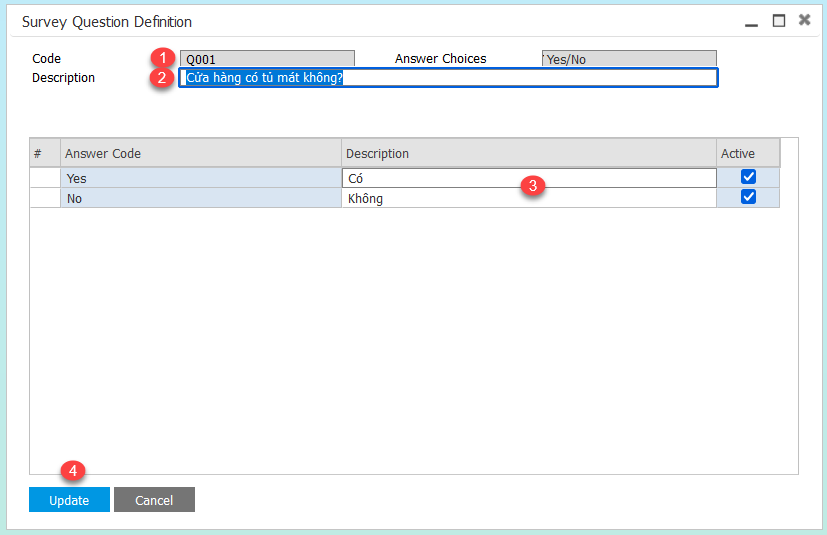 Survey Question Definition
Code 1 Q001 Answer Choices Yes/No
Description 2 Cửa hàng có tủ mát không?
# Answer Code Description Active
Yes Có 3
No Không
4
Update Cancel